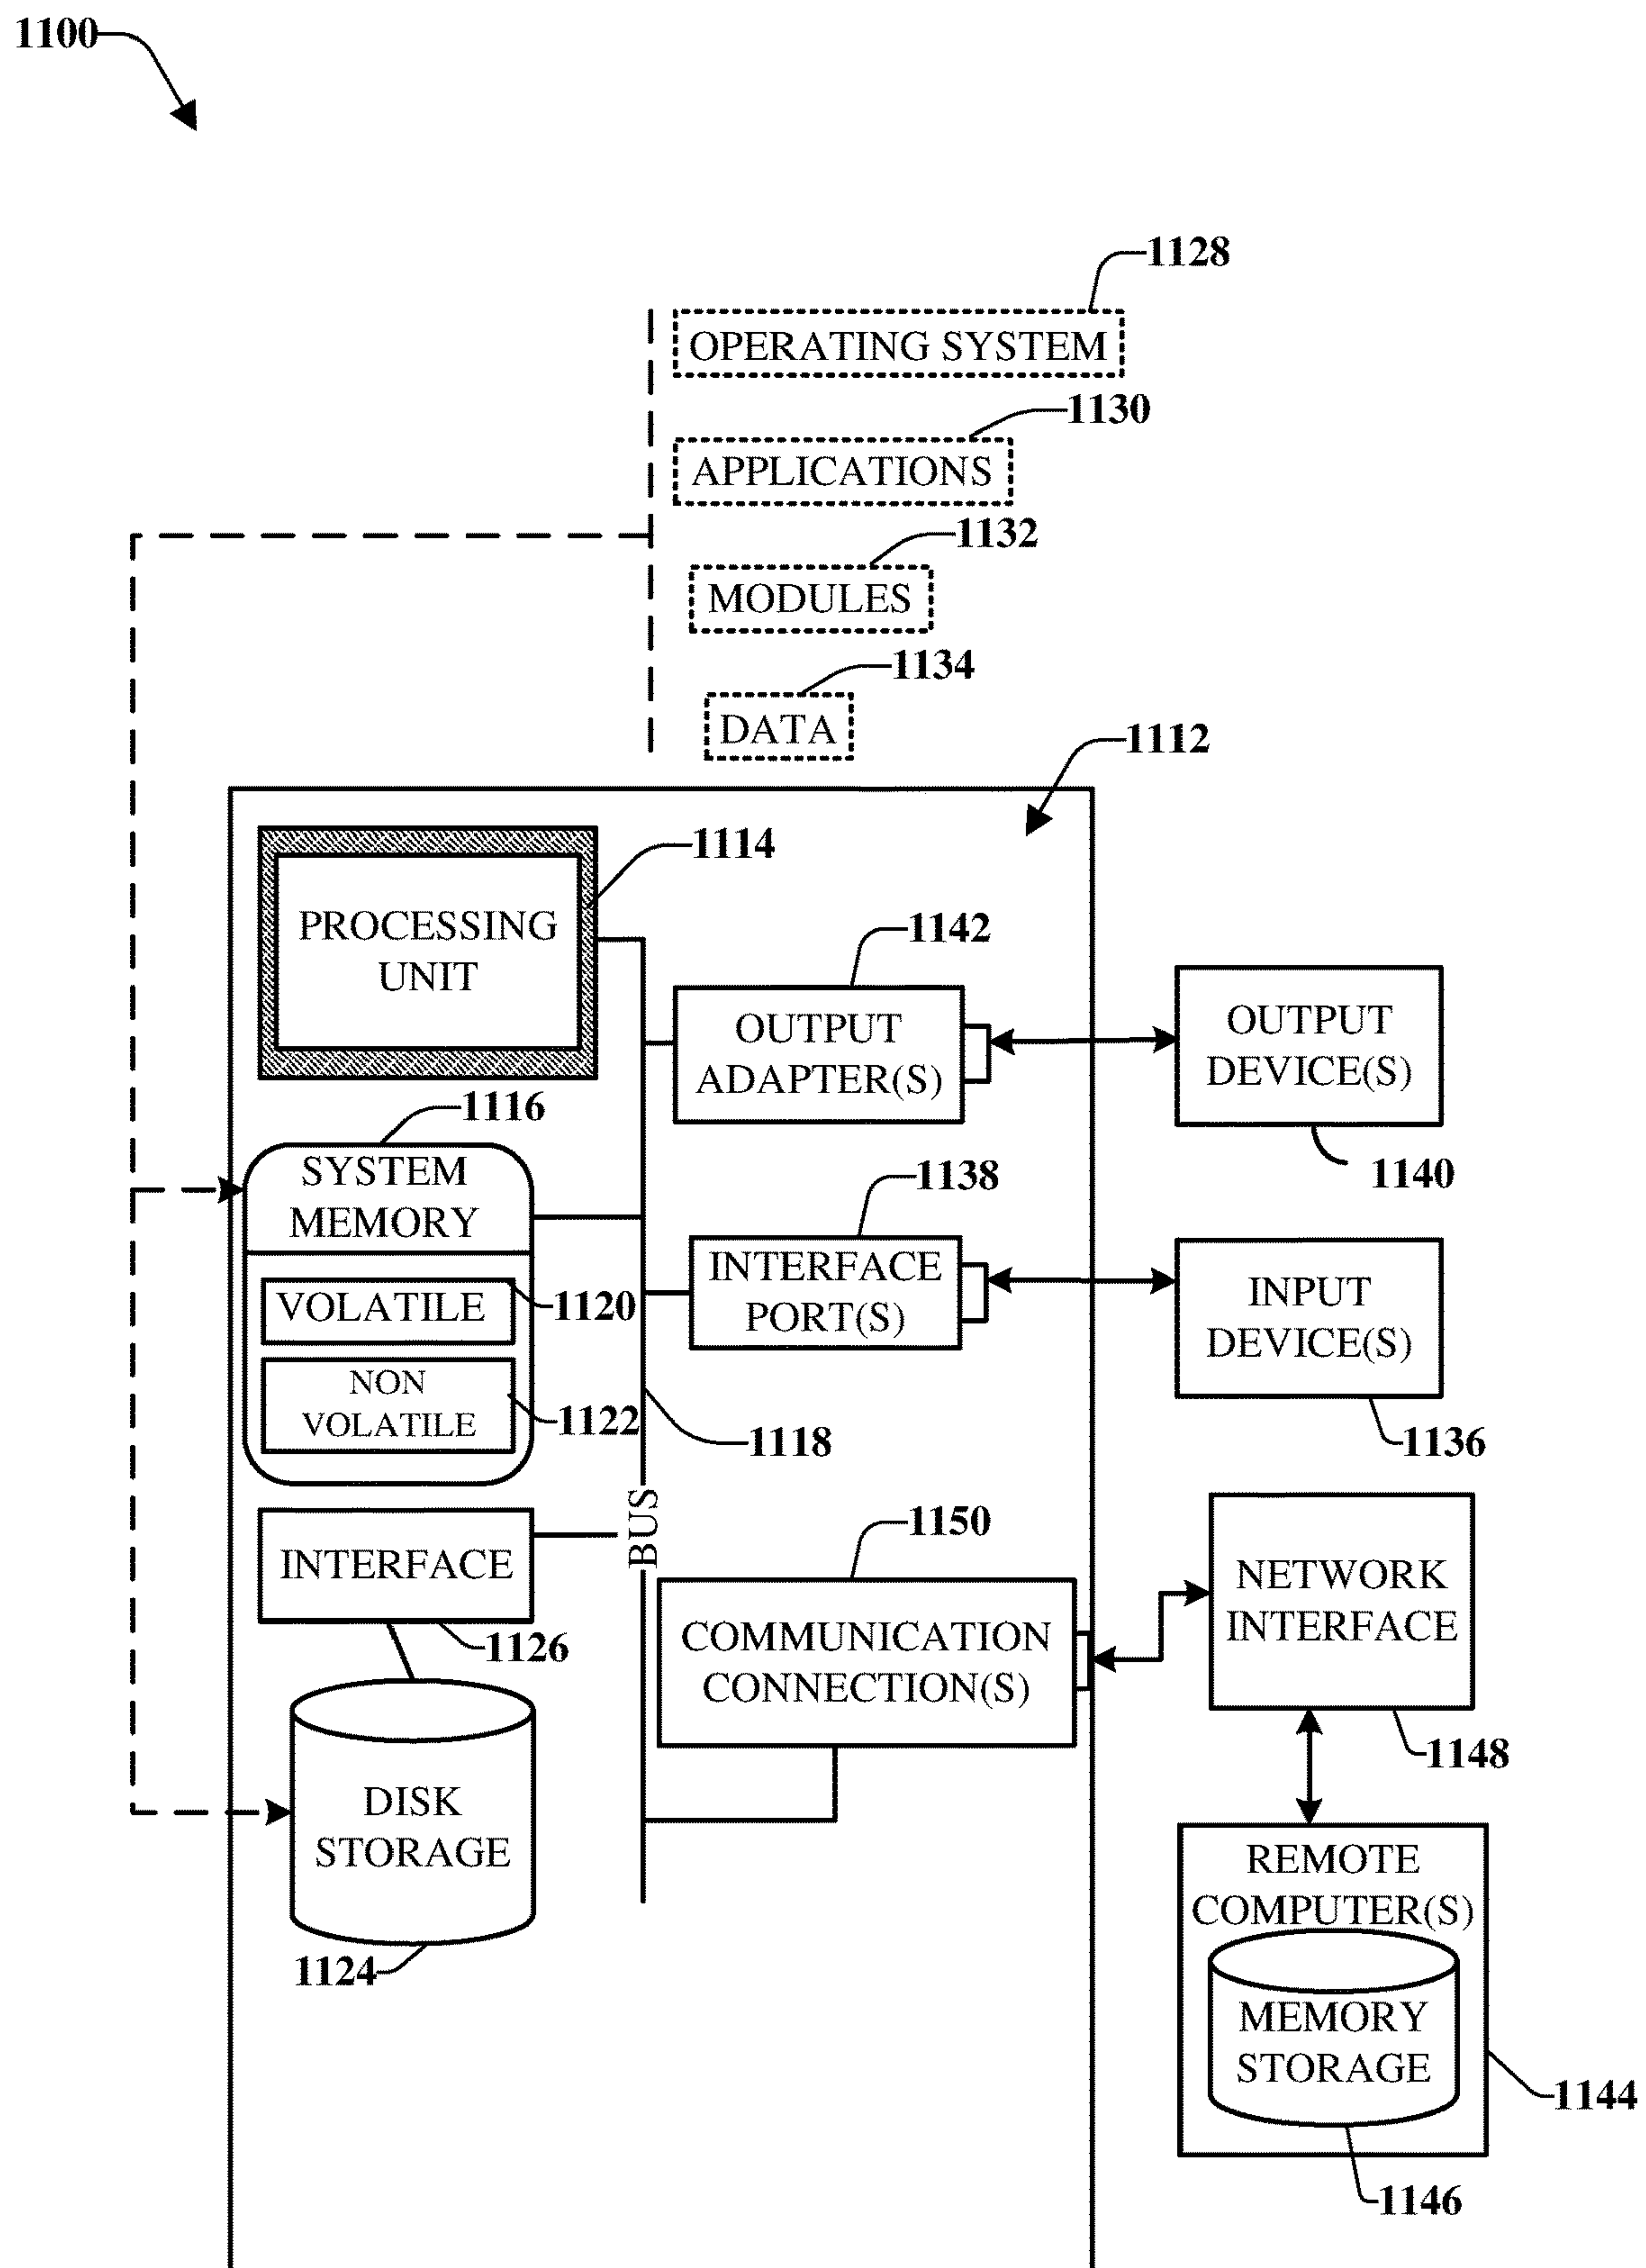 1100
1128
OPERATING SYSTEM
1130
APPLICATIONS
1132
MODULES
1134
DATA
1112
1114
PROCESSING
UNIT
1142
OUTPUT
ADAPTER(S)
OUTPUT
DEVICE(S)
1140
1116
SYSTEM
MEMORY
VOLATILE
1120
NON
VOLATILE
1122
1138
INTERFACE
PORT(S)
INPUT
DEVICE(S)
1136
1118
BUS
INTERFACE
1126
1150
COMMUNICATION
CONNECTION(S)
NETWORK
INTERFACE
1148
DISK
STORAGE
1124
REMOTE
COMPUTER(S)
MEMORY
STORAGE
1144
1146